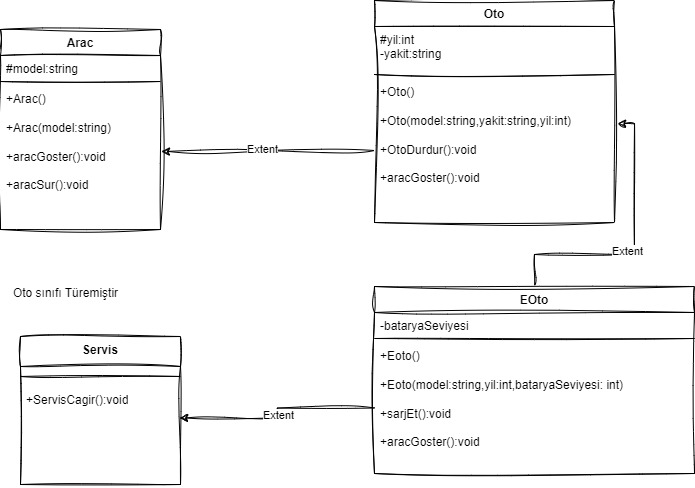 Arac
#model:string
+Arac()
+Arac(model:string)
+aracGoster():void
+aracSur():void
Extent
Oto
#yil:int
-yakit:string
+Oto()
+Oto(model:string,yakit:string,yil:int)
+OtoDurdur():void
+aracGoster():void
Extent
Oto sınıfı Türemiştir
Servis
+ServisCagir():void
Extent
EOto
-bataryaSeviyesi
+Eoto()
+Eoto(model:string,yil:int,bataryaSeviyesi: int)
+sarjEt():void
+aracGoster():void